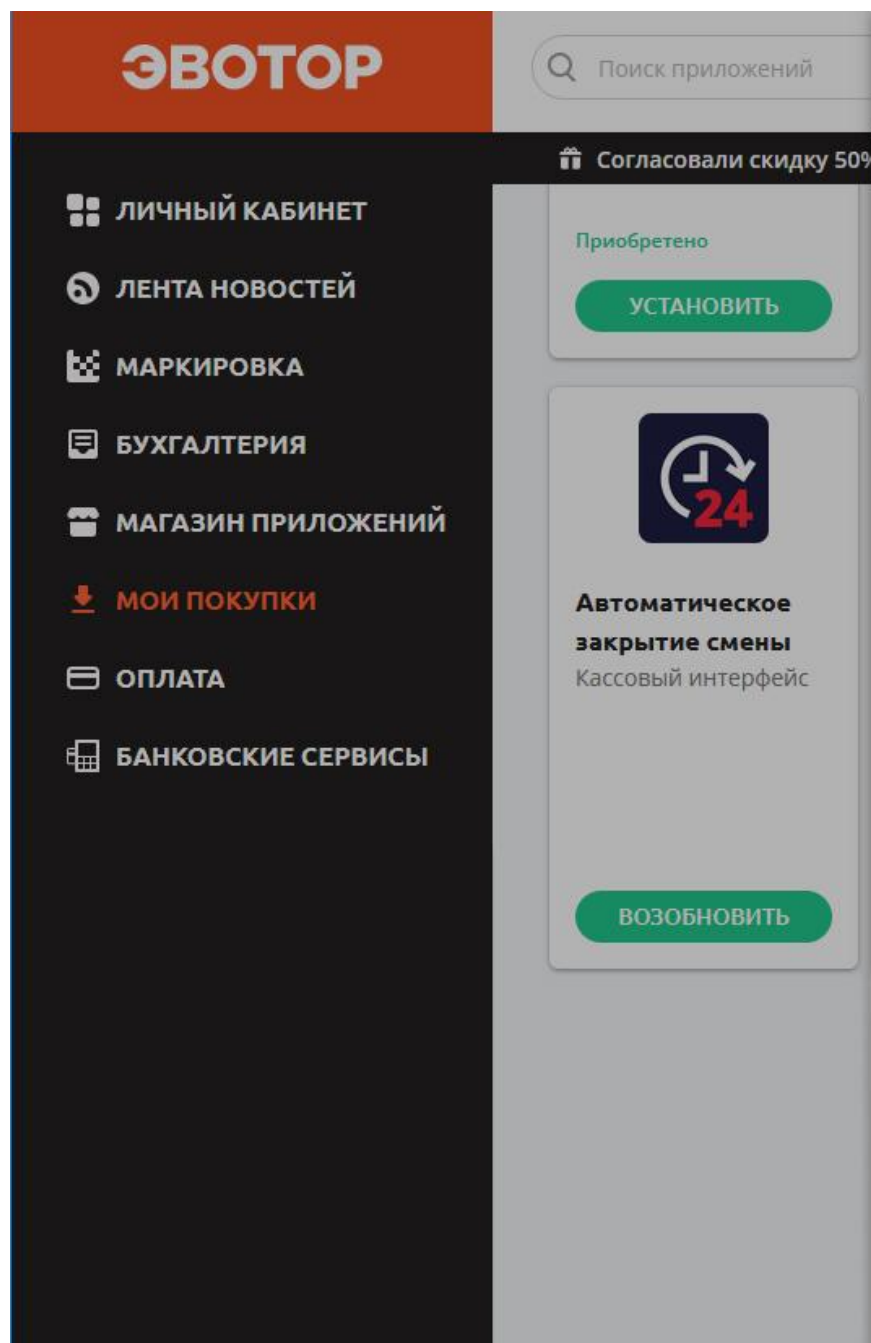 ЭВОТОР
Поиск приложений
Согласовали скидку 50%
ЛИЧНЫЙ КАБИНЕТ
ЛЕНТА НОВОСТЕЙ
МАРКИРОВКА
БУХГАЛТЕРИЯ
МАГАЗИН ПРИЛОЖЕНИЙ
МОИ ПОКУПКИ
ОПЛАТА
БАНКОВСКИЕ СЕРВИСЫ
Приобретено
УСТАНОВИТЬ
24
Автоматическое
закрытие смены
Кассовый интерфейс
ВОЗОБНОВИТЬ